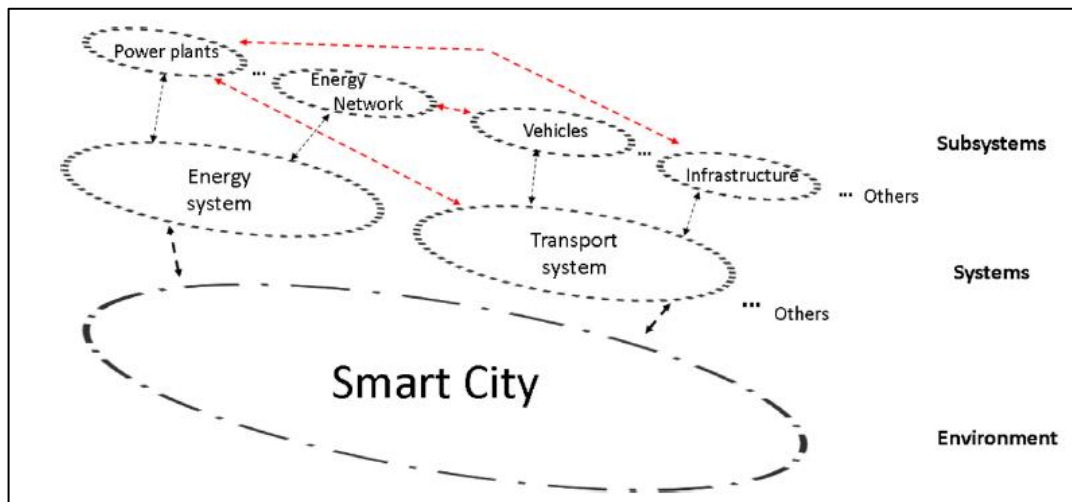 Power plants
...
Energy
Network
Vehicles
...
Infrastructure
Subsystems
... Others
Energy
system
Transport
system
Systems
... Others
Smart City
Environment